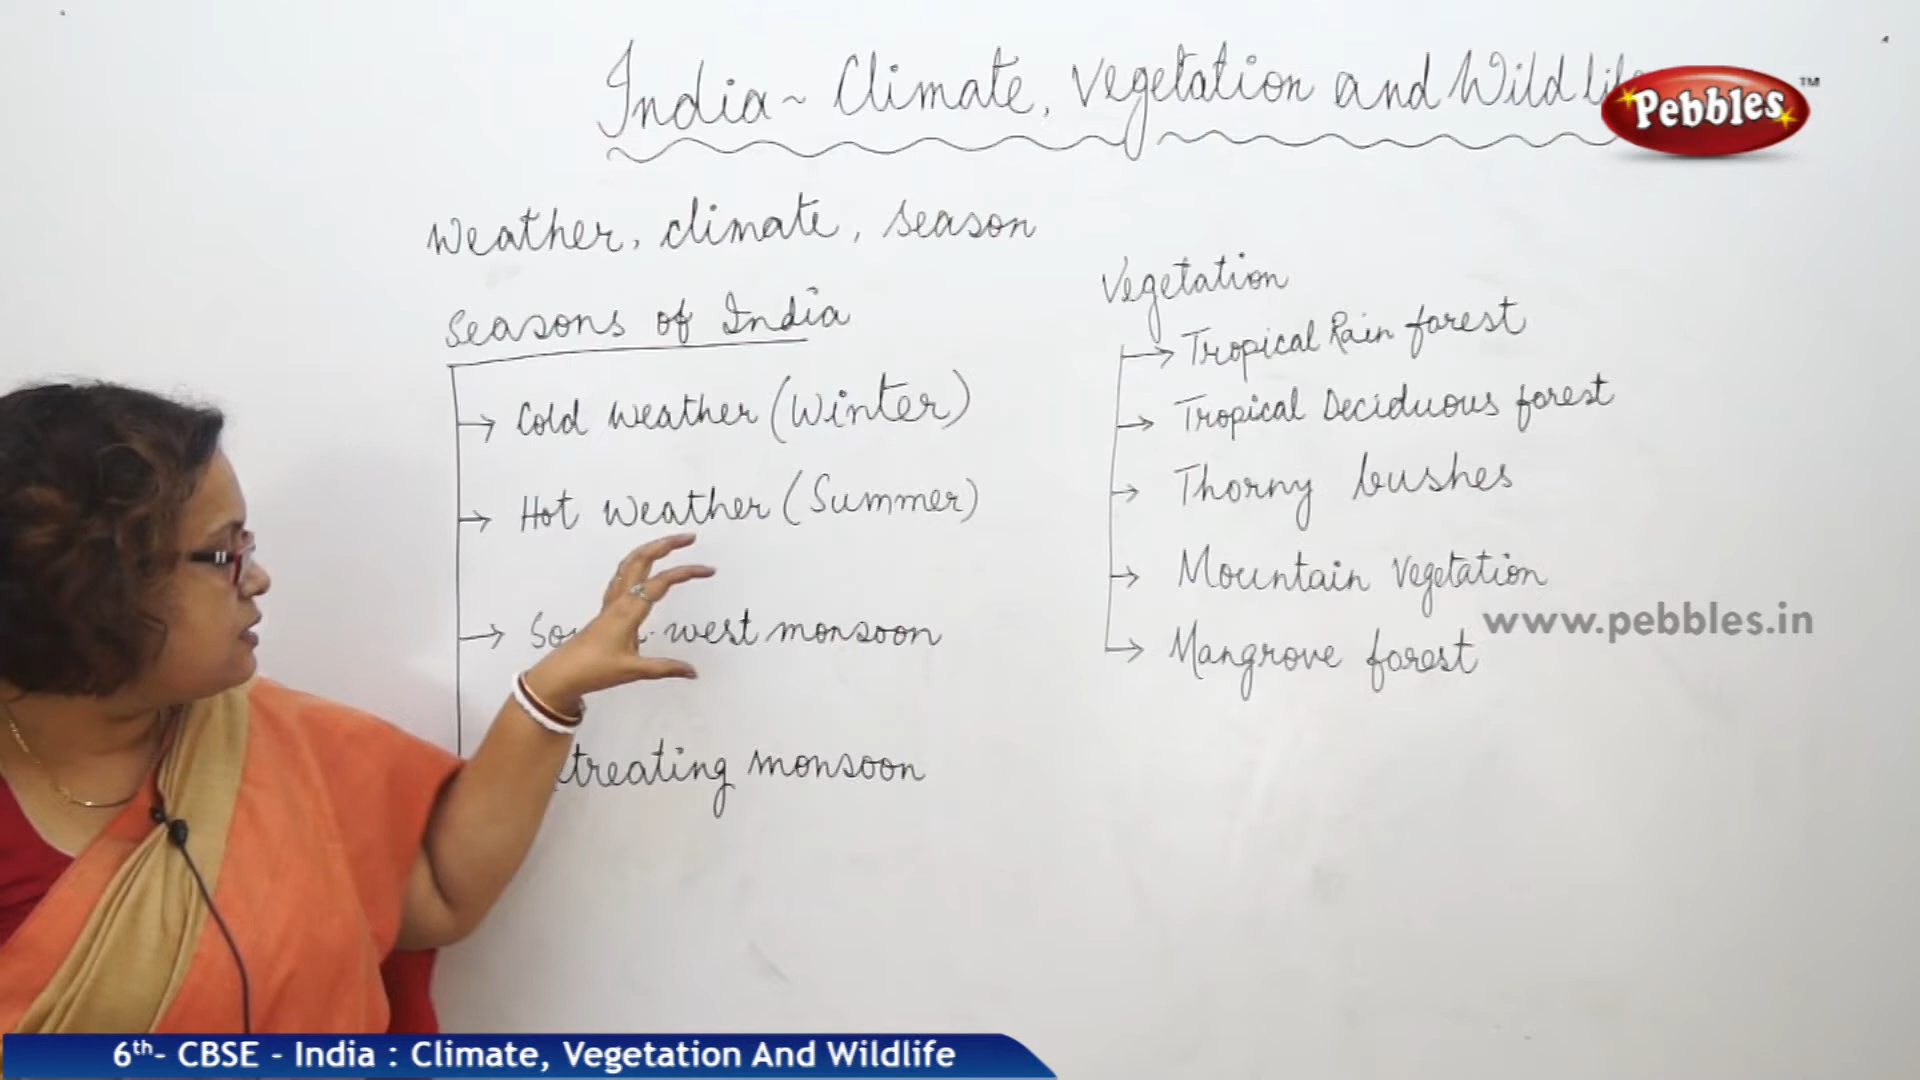 India ~ Climate, Vegetation and Wild
Pebbles™
Weather, climate, season
Seasons of India
Cold Weather (Winter)
Hot Weather (Summer)
west monsoon
treating monsoon
Vegetation
Tropical Rain forest
Tropical Deciduous forest
Thorny bushes
Mountain Vegetation
www.pebbles.in
Mangrove forest
6th- CBSE - India : Climate, Vegetation And Wildlife